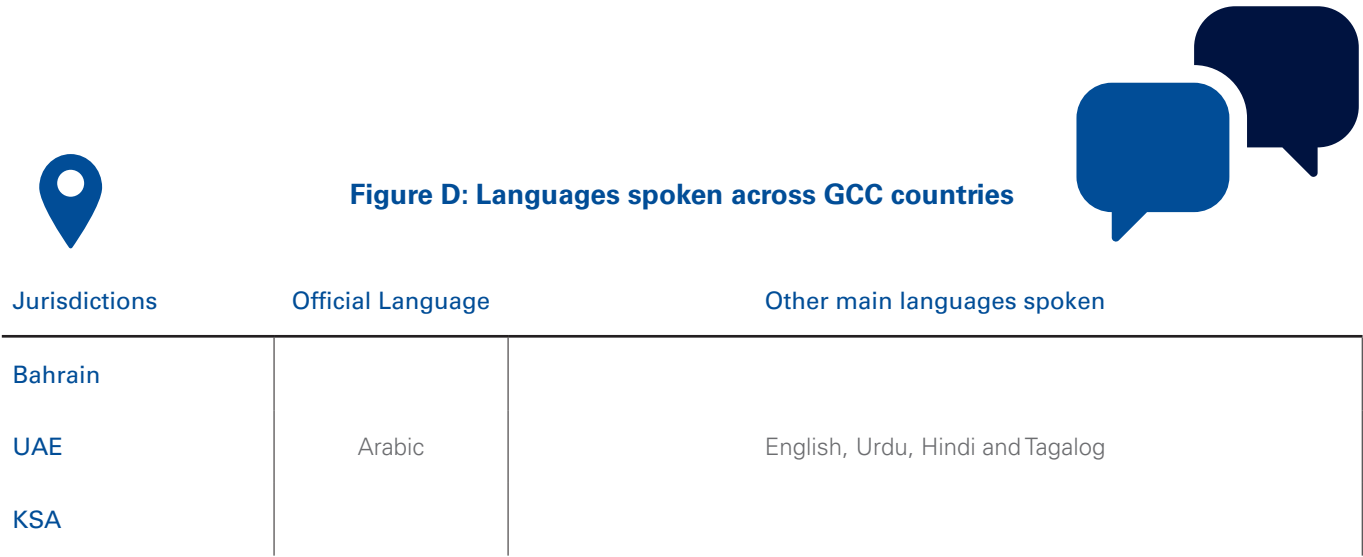 Figure D: Languages spoken across GCC countries
Jurisdictions Official Language Other main languages spoken
Bahrain
UAE Arabic English, Urdu, Hindi and Tagalog
KSA